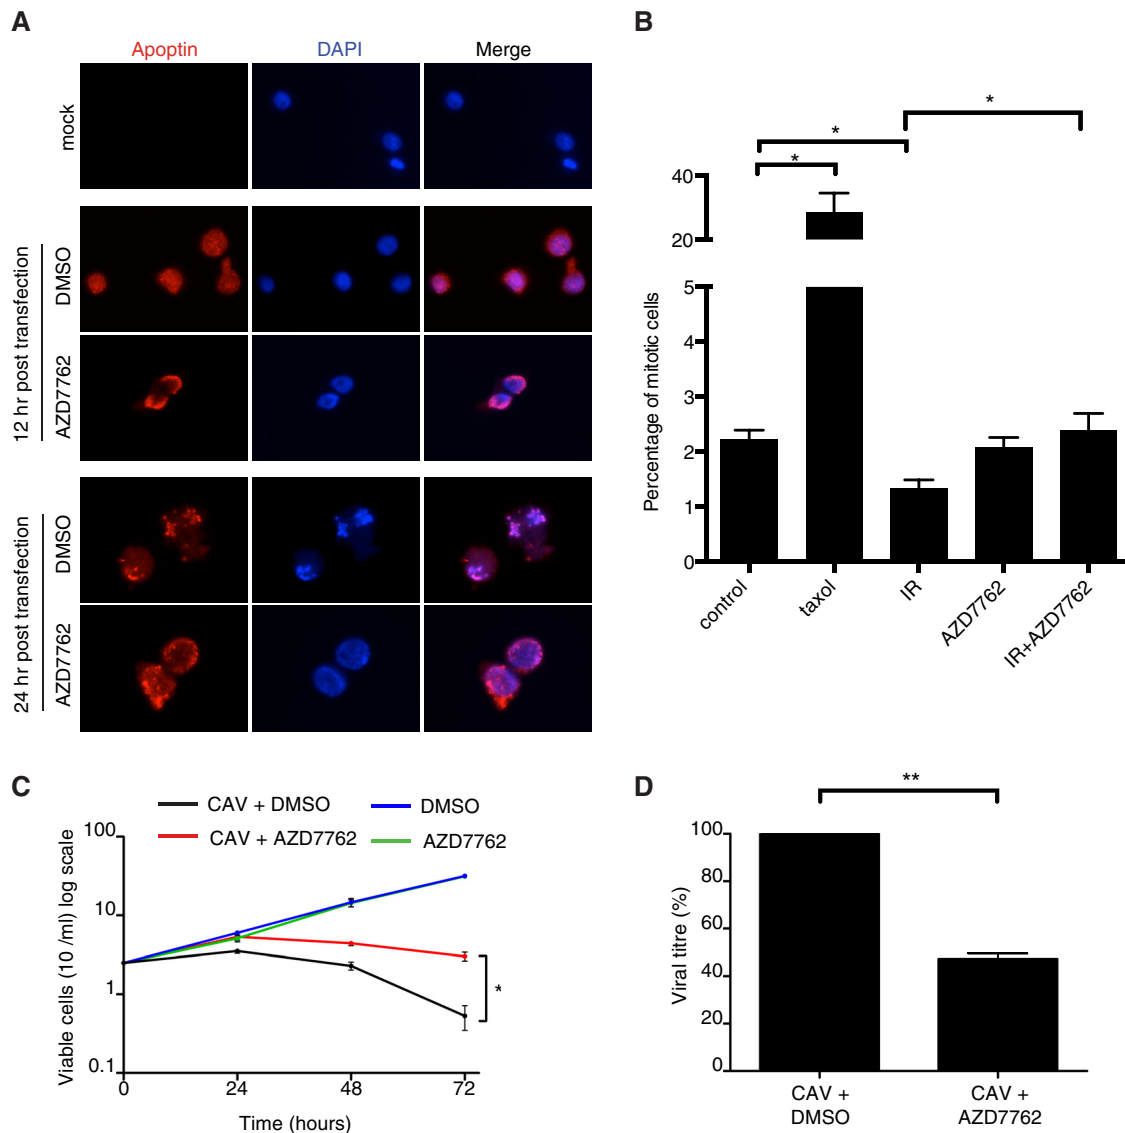 A
Apoptin DAPI Merge
mock
12 hr post transfection
DMSO
AZD7762
24 hr post transfection
DMSO
AZD7762
B
*
*
*
Percentage of mitotic cells
40
20
5
4
3
2
1
0
control taxol IR AZD7762 IR+AZD7762
C
CAV + DMSO DMSO
CAV + AZD7762 AZD7762
Viable cells (10 /ml) log scale
100
10
1
0.1
*
0 24 48 72
Time (hours)
D
**
Viral titre (%)
100
80
60
40
20
0
CAV + CAV +
DMSO AZD7762